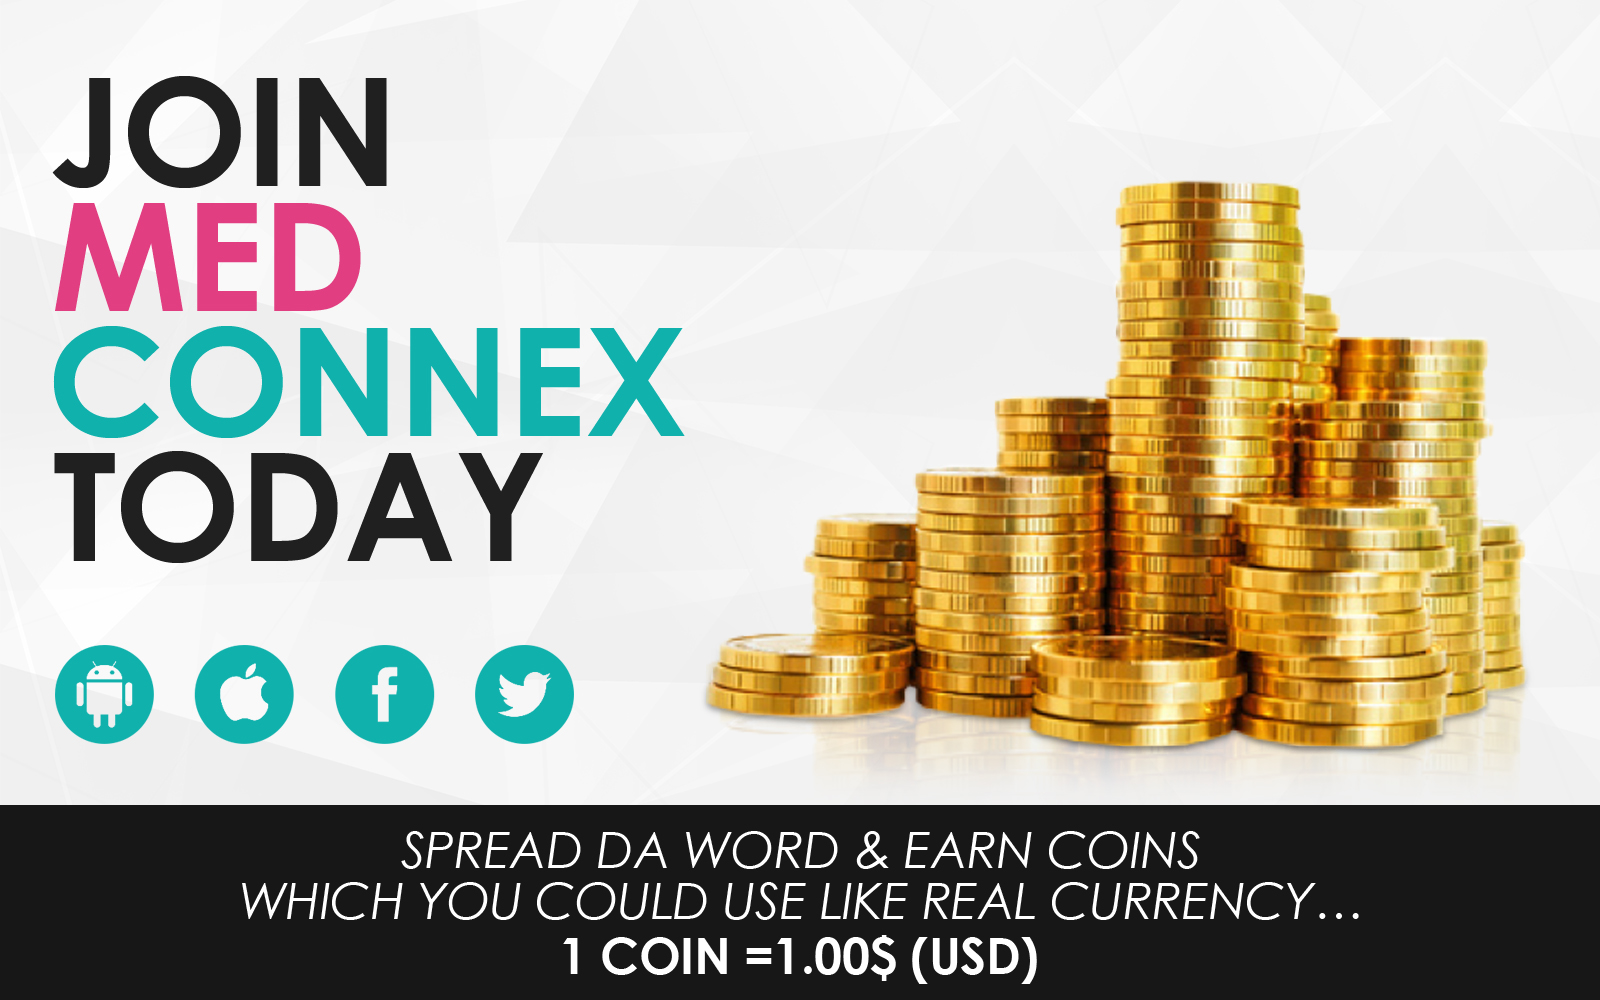 JOIN
MED
CONNEX
TODAY
SPREAD DA WORD & EARN COINS
WHICH YOU COULD USE LIKE REAL CURRENCY...
1 COIN =1.00$ (USD)